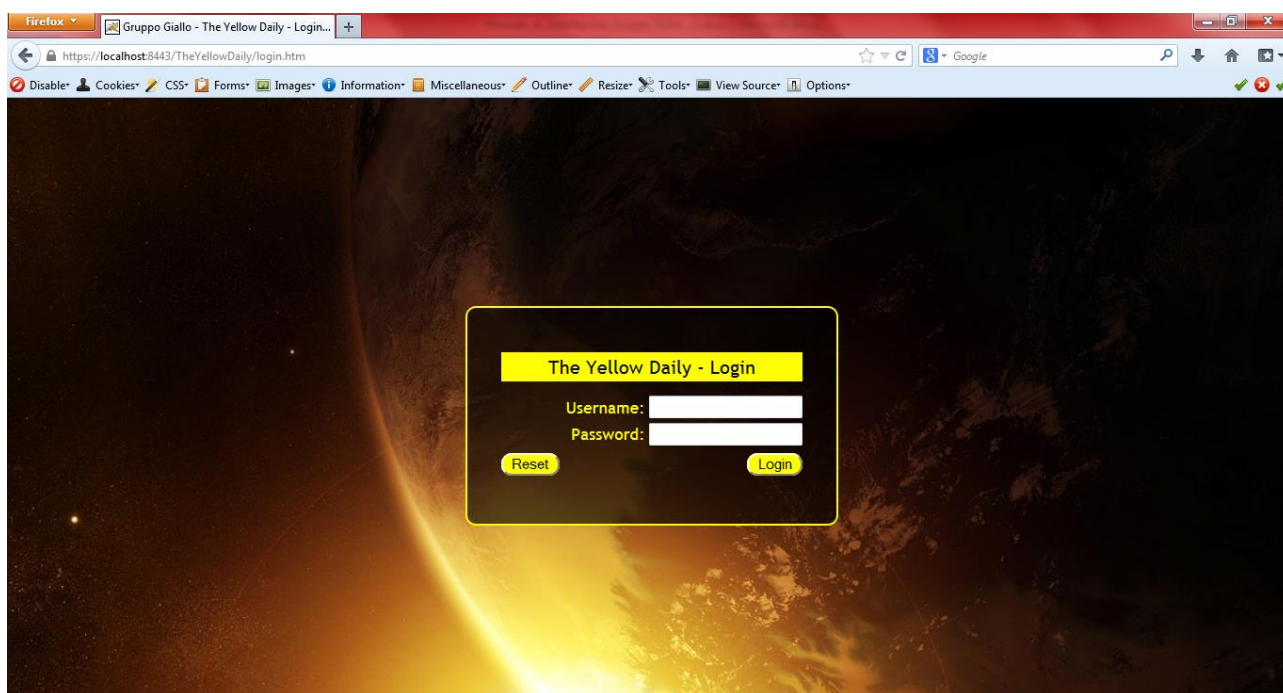 Firefox
Gruppo Giallo - The Yellow Daily - Login...
https://localhost:8443/TheYellowDaily/login.htm
Google
Disable Cookies CSS Forms Images Information Miscellaneous Outline Resize Tools View Source Options
The Yellow Daily - Login
Username:
Password:
Reset Login